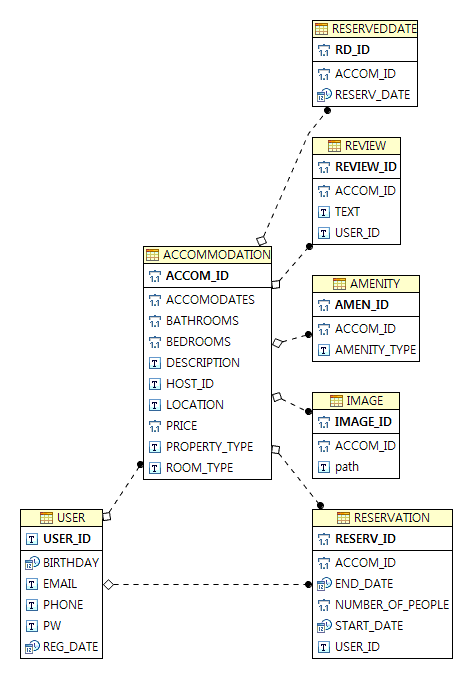 RESERVEDDATE
RD_ID
ACCOM_ID
RESERV_DATE
REVIEW
REVIEW_ID
ACCOM_ID
TEXT
USER_ID
ACCOMMODATION
ACCOM_ID
ACCOMODATES
BATHROOMS
BEDROOMS
DESCRIPTION
HOST_ID
LOCATION
PRICE
PROPERTY_TYPE
ROOM_TYPE
AMENITY
AMEN_ID
ACCOM_ID
AMENITY_TYPE
IMAGE
IMAGE_ID
ACCOM_ID
path
USER
USER_ID
BIRTHDAY
EMAIL
PHONE
PW
REG_DATE
RESERVATION
RESERV_ID
ACCOM_ID
END_DATE
NUMBER_OF_PEOPLE
START_DATE
USER_ID